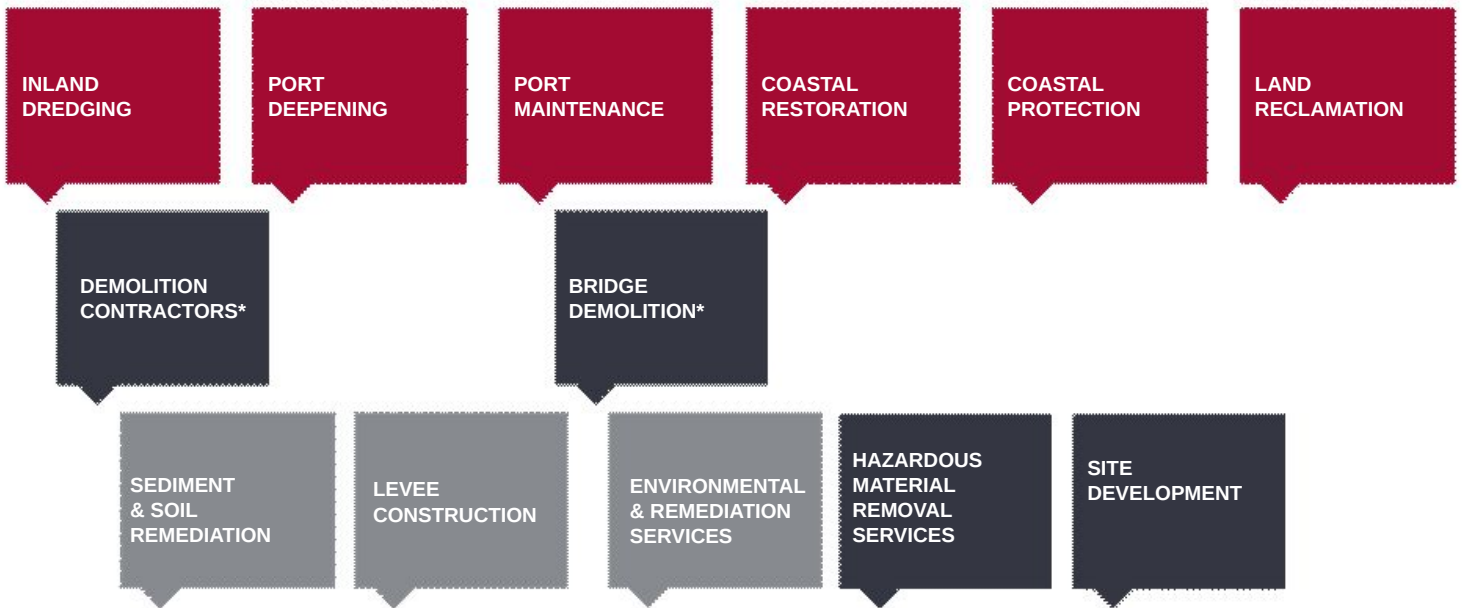 INLAND
DREDGING
PORT
DEEPENING
PORT
MAINTENANCE
COASTAL
RESTORATION
COASTAL
PROTECTION
LAND
RECLAMATION
DEMOLITION
CONTRACTORS*
BRIDGE
DEMOLITION*
SEDIMENT
& SOIL
REMEDIATION
LEVEE
CONSTRUCTION
ENVIRONMENTAL
& REMEDIATION
SERVICES
HAZARDOUS
MATERIAL
REMOVAL
SERVICES
SITE
DEVELOPMENT